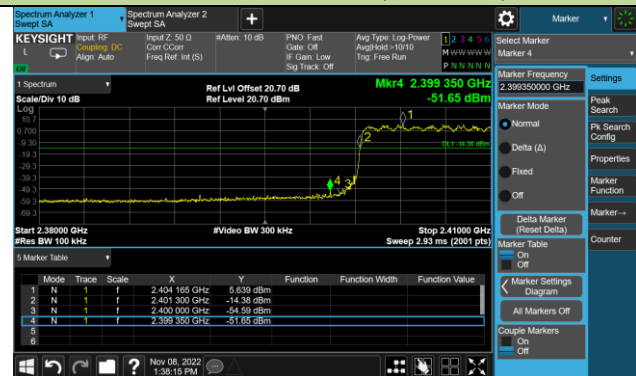 Spectrum Analyzer 1
Swept SA
Spectrum Analyzer 2
Swept SA
+
Marker
KEYSIGHT
L
Input: RF
Coupling: DC
Align: Auto
Input Z: 50 Ω
Corr CCorr
Freq Ref: Int (S)
#Atten: 10 dB
PNO: Fast
Gate: Off
IF Gain: Low
Sig Track: Off
Avg Type: Log-Power
Avg|Hold:>10/10
Trig: Free Run
1 2 3 4 5 6
M W W W W W
P N N N N N
1 Spectrum
Scale/Div 10 dB
Ref Lvl Offset 20.70 dB
Ref Level 20.70 dBm
Mkr4 2.399 350 GHz
-51.65 dBm
Log
10.7
0.700
-9.30
-19.3
-29.3
-39.3
-49.3
-59.3
-69.3
1
2
3
4
DL1 -14.36 dBm
Start 2.38000 GHz
#Res BW 100 kHz
#Video BW 300 kHz
Stop 2.41000 GHz
Sweep 2.93 ms (2001 pts)
5 Marker Table
Mode Trace Scale X Y Function Function Width Function Value
1 N 1 f 2.404 165 GHz 5.639 dBm
2 N 1 f 2.401 300 GHz -14.38 dBm
3 N 1 f 2.400 000 GHz -54.59 dBm
4 N 1 f 2.399 350 GHz -51.65 dBm
5
6
Nov 08, 2022
1:38:15 PM
?
Select Marker
Marker 4
Marker Frequency
2.399350000 GHz
Marker Mode
Normal
Delta (Δ)
Fixed
Off
Delta Marker
(Reset Delta)
Marker Table
On
Off
Marker Settings
Diagram
All Markers Off
Couple Markers
On
Off
Settings
Peak
Search
Pk Search
Config
Properties
Marker
Function
Marker→
Counter